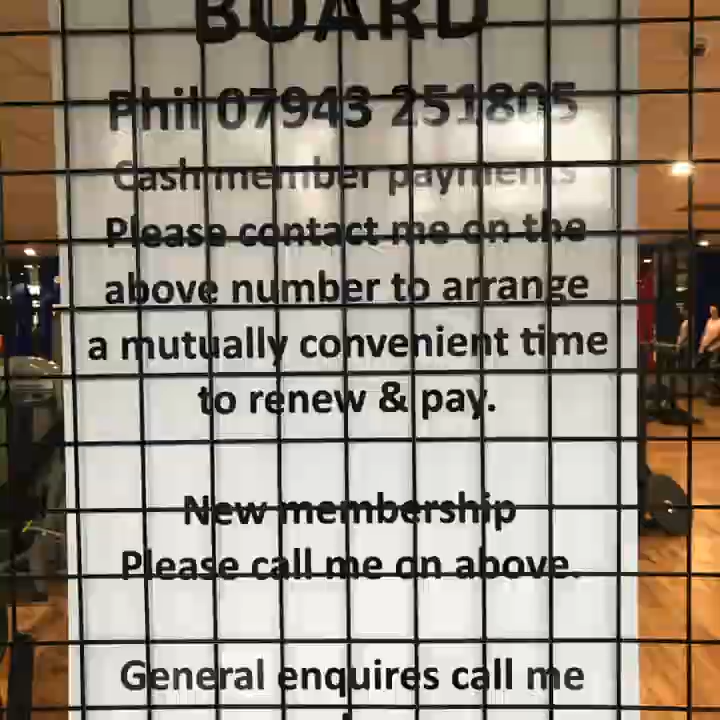 BOARD
Phil 07943 251805
Cash member payments
Please contact me on the
above number to arrange
a mutually convenient time
to renew & pay.
New membership
Please call me on above.
General enquires call me